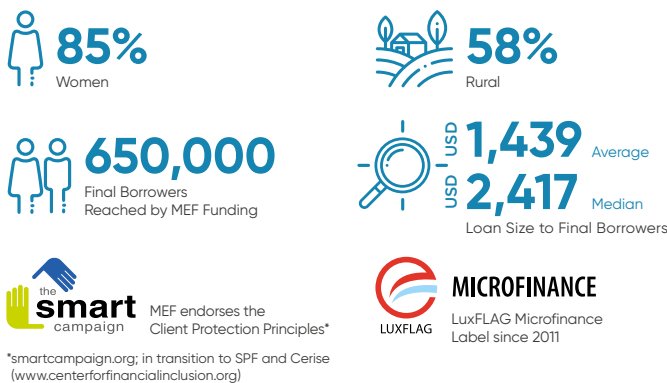 85%
Women
58%
Rural
650,000
Final Borrowers
Reached by MEF Funding
USD 1,439 Average
USD 2,417 Median
Loan Size to Final Borrowers
the
smart
campaign
MEF endorses the
Client Protection Principles*
*smartcampaign.org; in transition to SPF and Cerise
(www.centerforfinancialinclusion.org)
LUXFLAG
MICROFINANCE
LuxFLAG Microfinance
Label since 2011